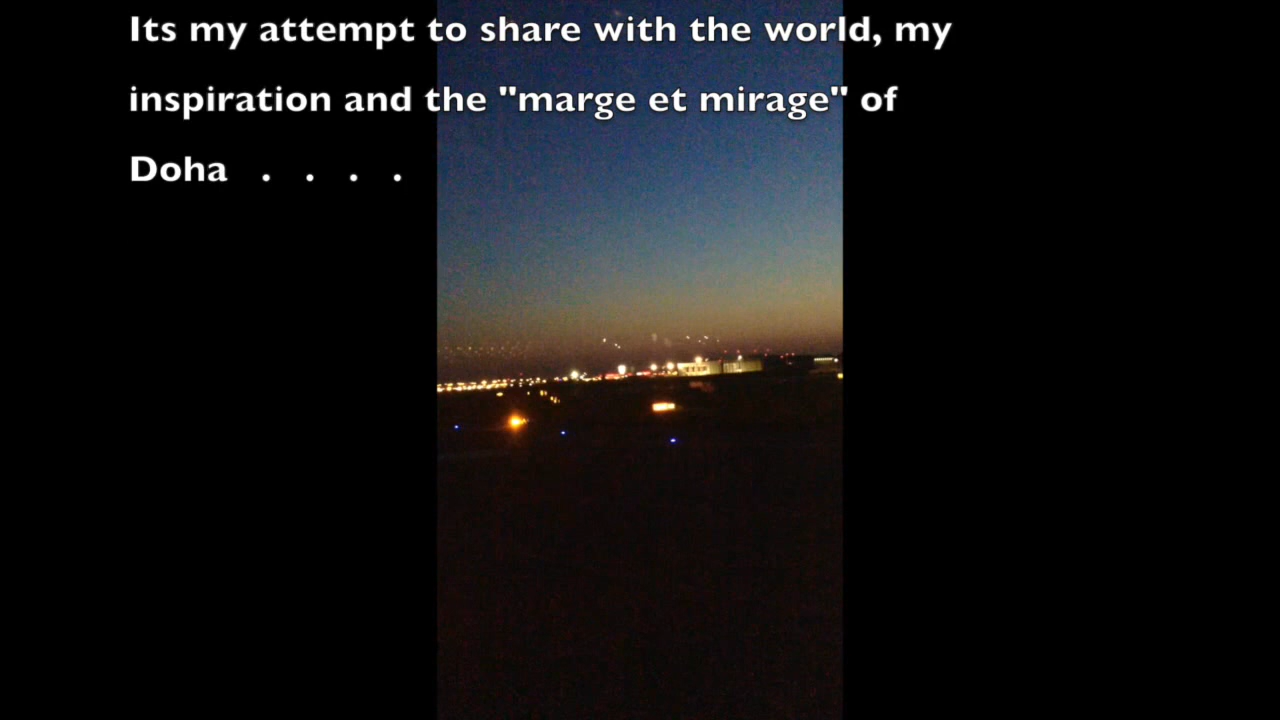 Its my attempt to share with the world, my
inspiration and the "marge et mirage" of
Doha . . . .